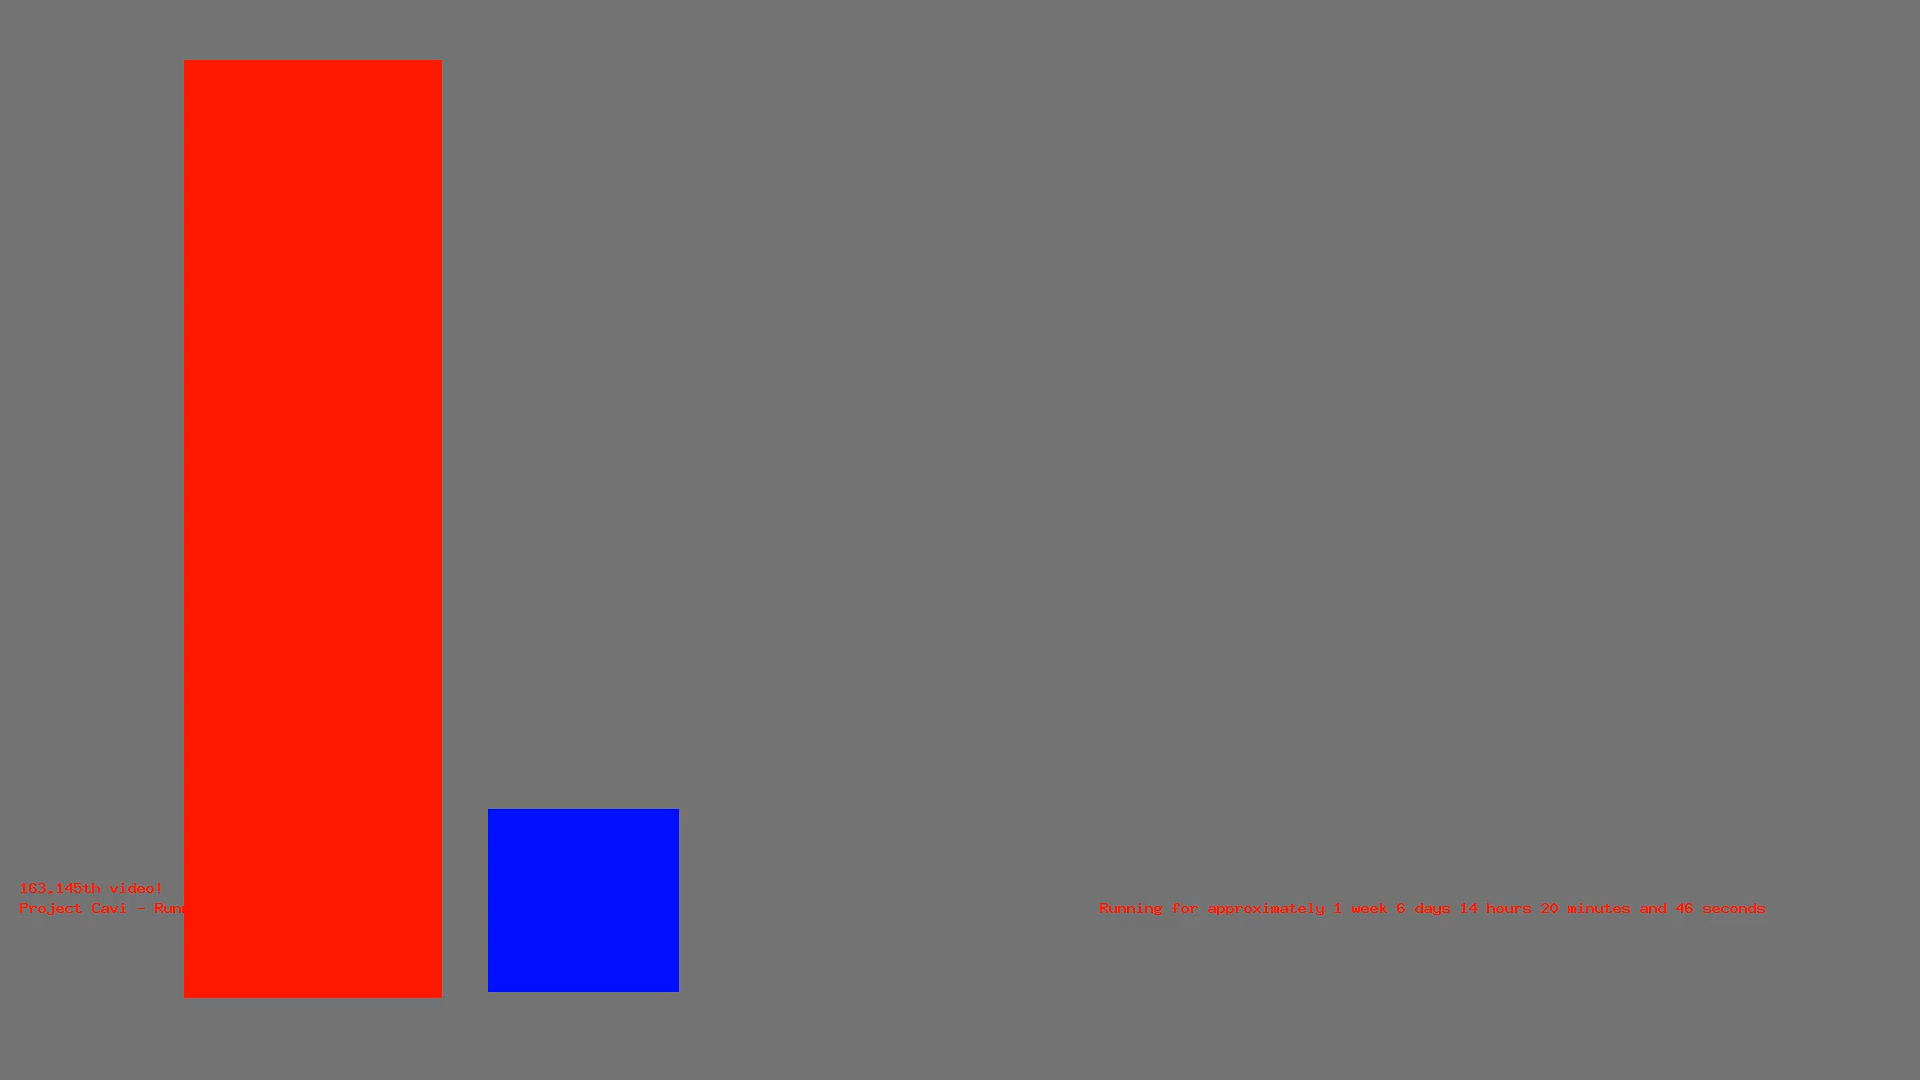 163,145th video!
Project Cavi - Runn
Running for approximately 1 week 6 days 14 hours 20 minutes and 46 seconds